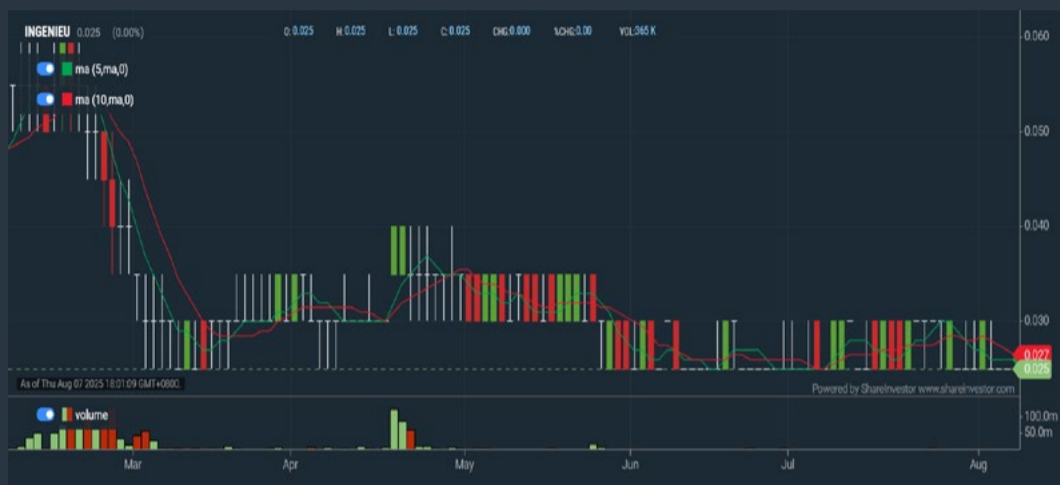 INGENIEU 0.025 (0.00%) O: 0.025 H: 0.025 L: 0.025 C: 0.025 CHG:0.000 %CHG:0.00 VOL:365 K
ma (5,ma,0)
ma (10,ma,0)
0.060
0.050
0.040
0.030
0.027
0.025
As of Thu Aug 07 2025 18:01:09 GMT+0800.
Powered by ShareInvestor www.shareinvestor.com
volume
100.0m
50.0m
Mar Apr May Jun Jul Aug